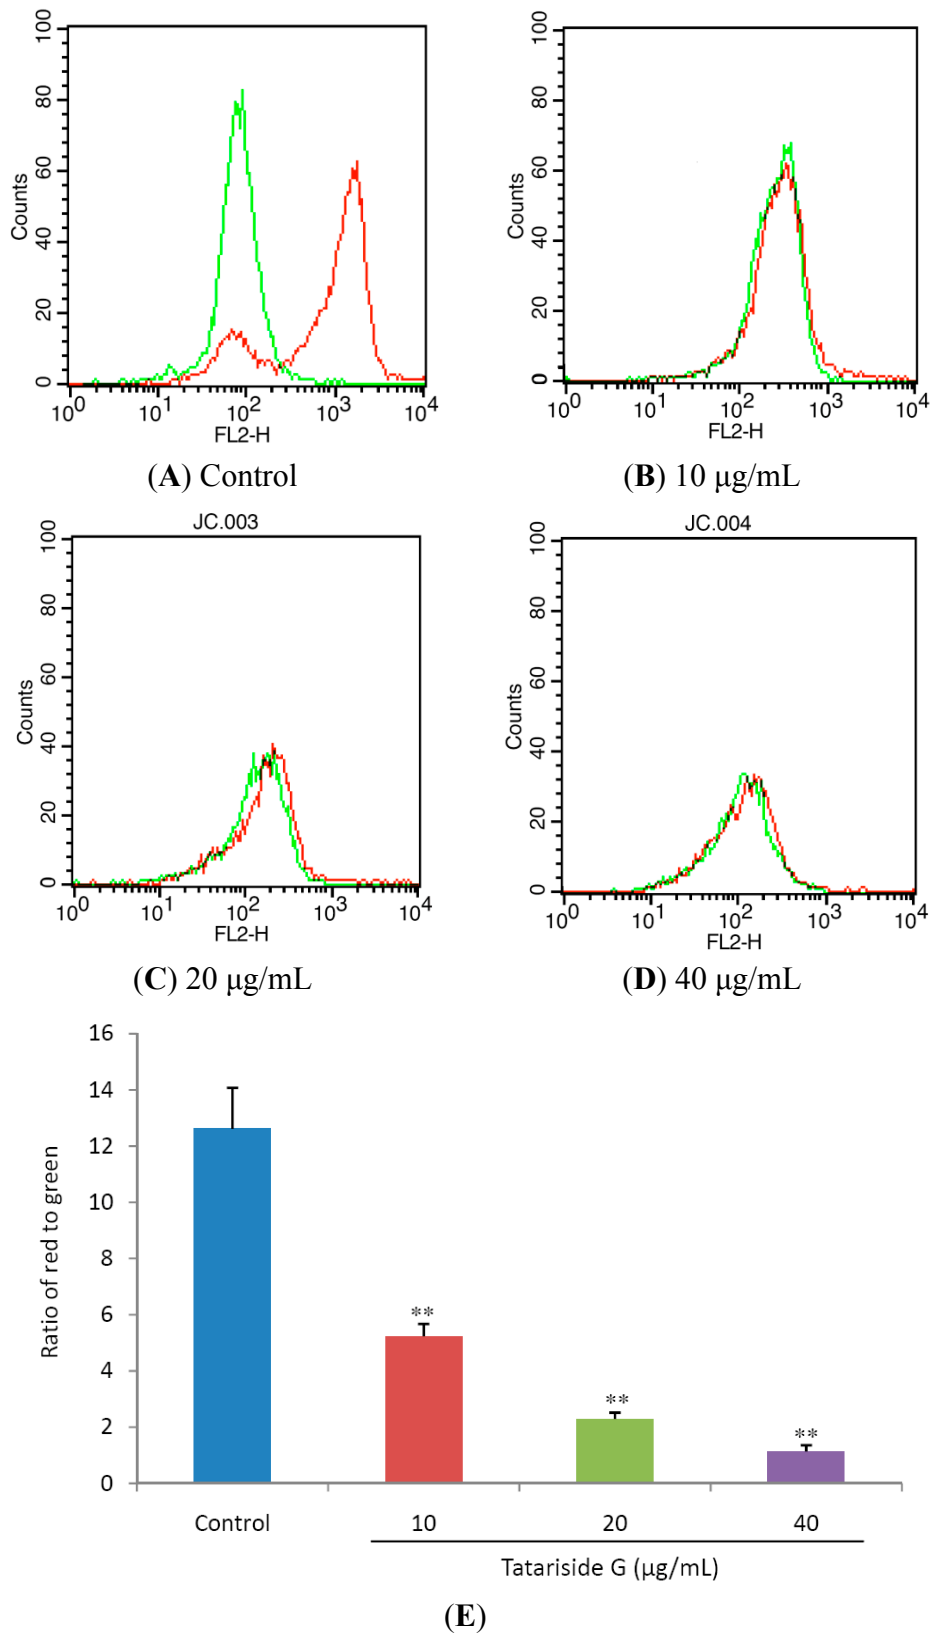 100
80
60
40
20
0
Counts
10^0 10^1 10^2 10^3 10^4
FL2-H
(A) Control
100
80
60
40
20
0
Counts
10^0 10^1 10^2 10^3 10^4
FL2-H
(B) 10 μg/mL
JC.003
100
80
60
40
20
0
Counts
10^0 10^1 10^2 10^3 10^4
FL2-H
(C) 20 μg/mL
JC.004
100
80
60
40
20
0
Counts
10^0 10^1 10^2 10^3 10^4
FL2-H
(D) 40 μg/mL
16
14
12
10
8
6
4
2
0
Ratio of red to green
**
**
**
Control 10 20 40
Tatariside G (μg/mL)
(E)